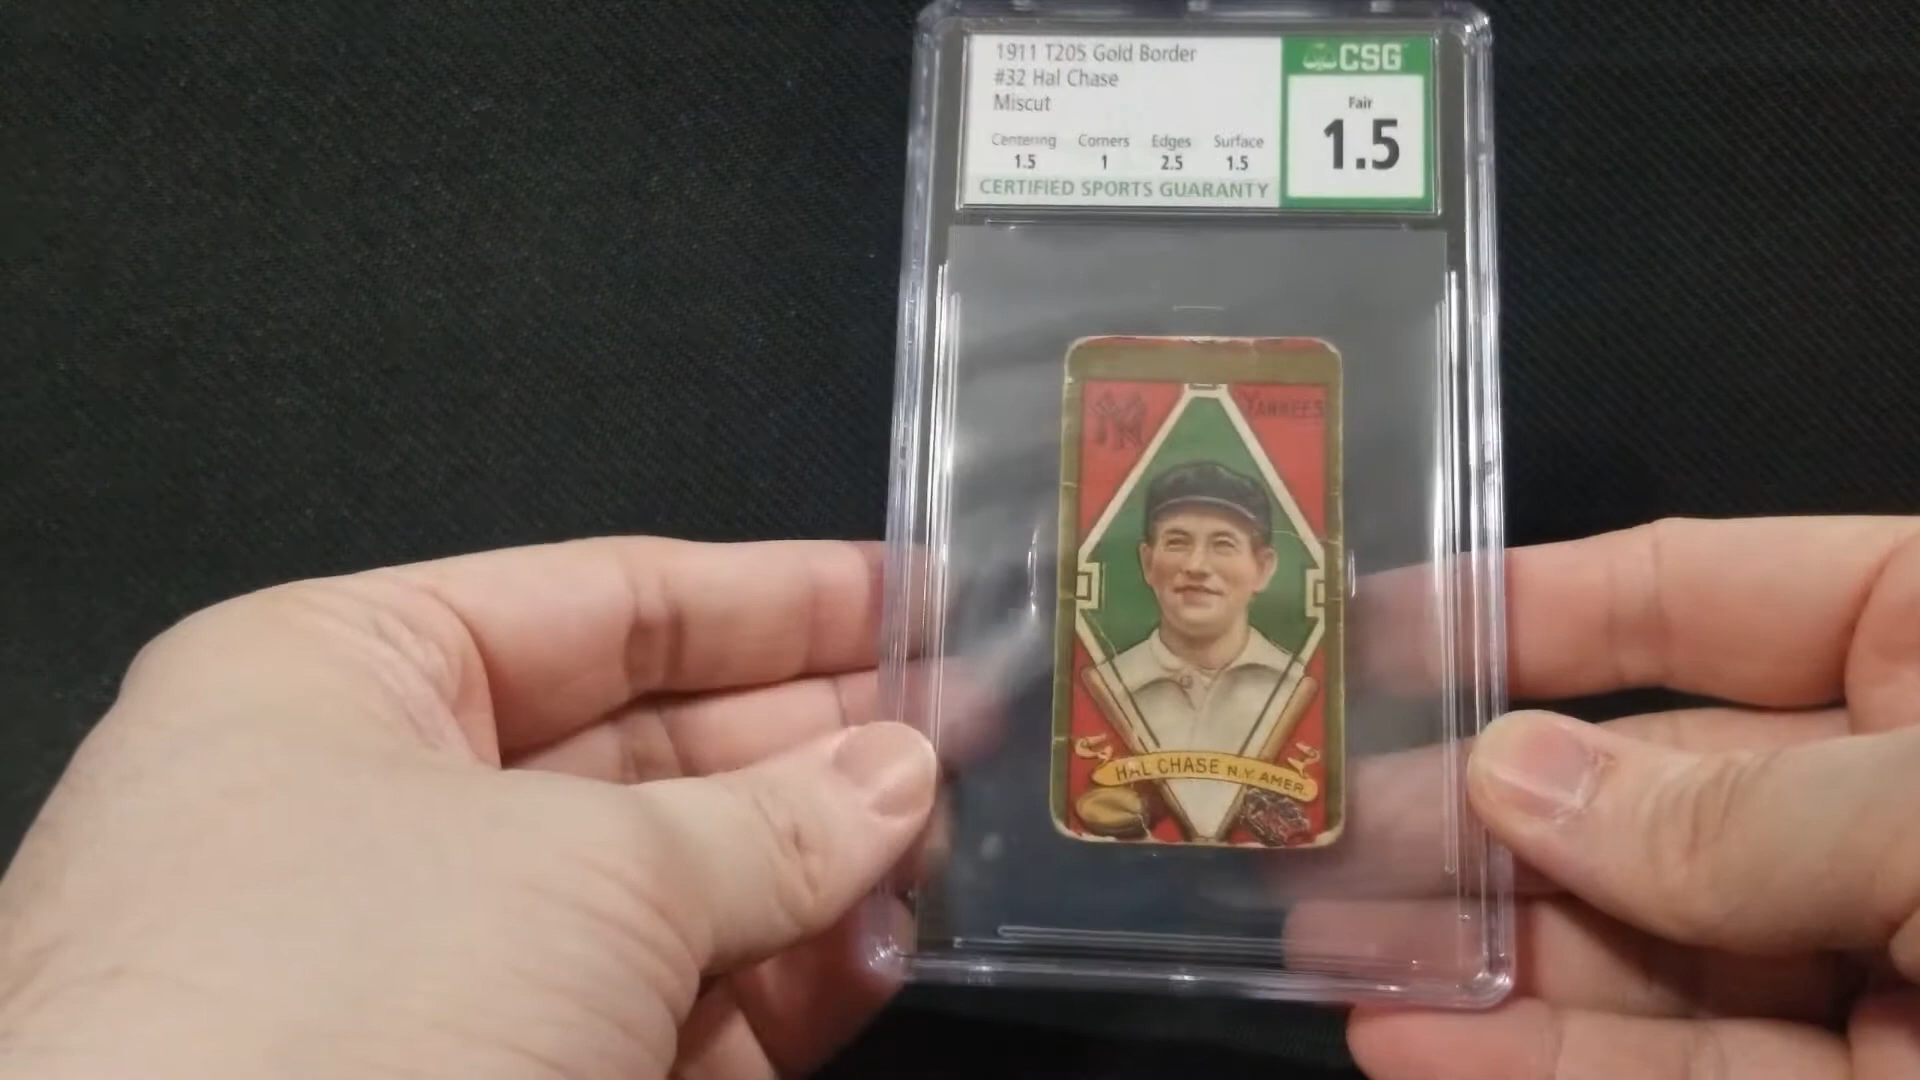 1911 T205 Gold Border
#32 Hal Chase
Miscut
Centering Corners Edges Surface
1.5 1 2.5 1.5
CERTIFIED SPORTS GUARANTY
CSG
Fair
1.5
NY YANKEES
HAL CHASE N.Y. AMER.